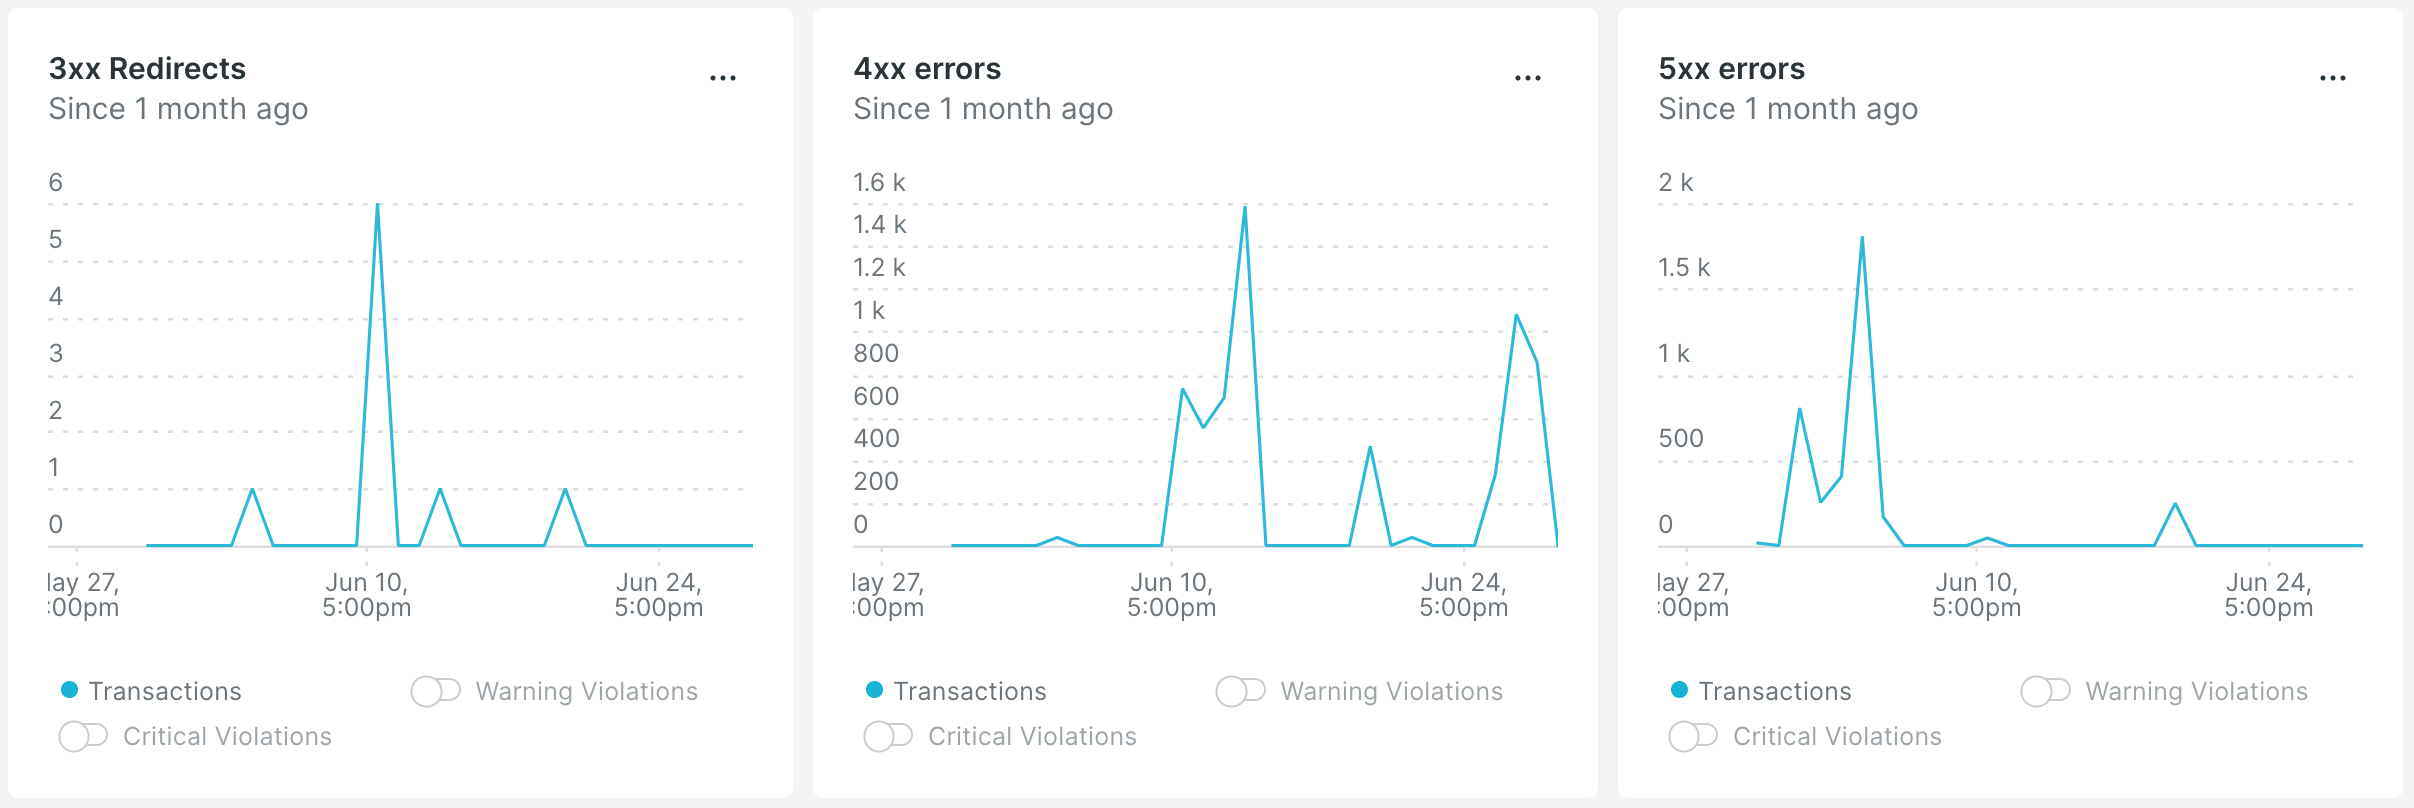 3xx Redirects
...
Since 1 month ago
6
5
4
3
2
1
0
27,
:00pm
Jun 10,
5:00pm
Jun 24,
5:00pm
Transactions
Warning Violations
Critical Violations
4xx errors
...
Since 1 month ago
1.6 k
1.4 k
1.2 k
1 k
800
600
400
200
0
27,
:00pm
Jun 10,
5:00pm
Jun 24,
5:00pm
Transactions
Warning Violations
Critical Violations
5xx errors
...
Since 1 month ago
2 k
1.5 k
1 k
500
0
27,
:00pm
Jun 10,
5:00pm
Jun 24,
5:00pm
Transactions
Warning Violations
Critical Violations